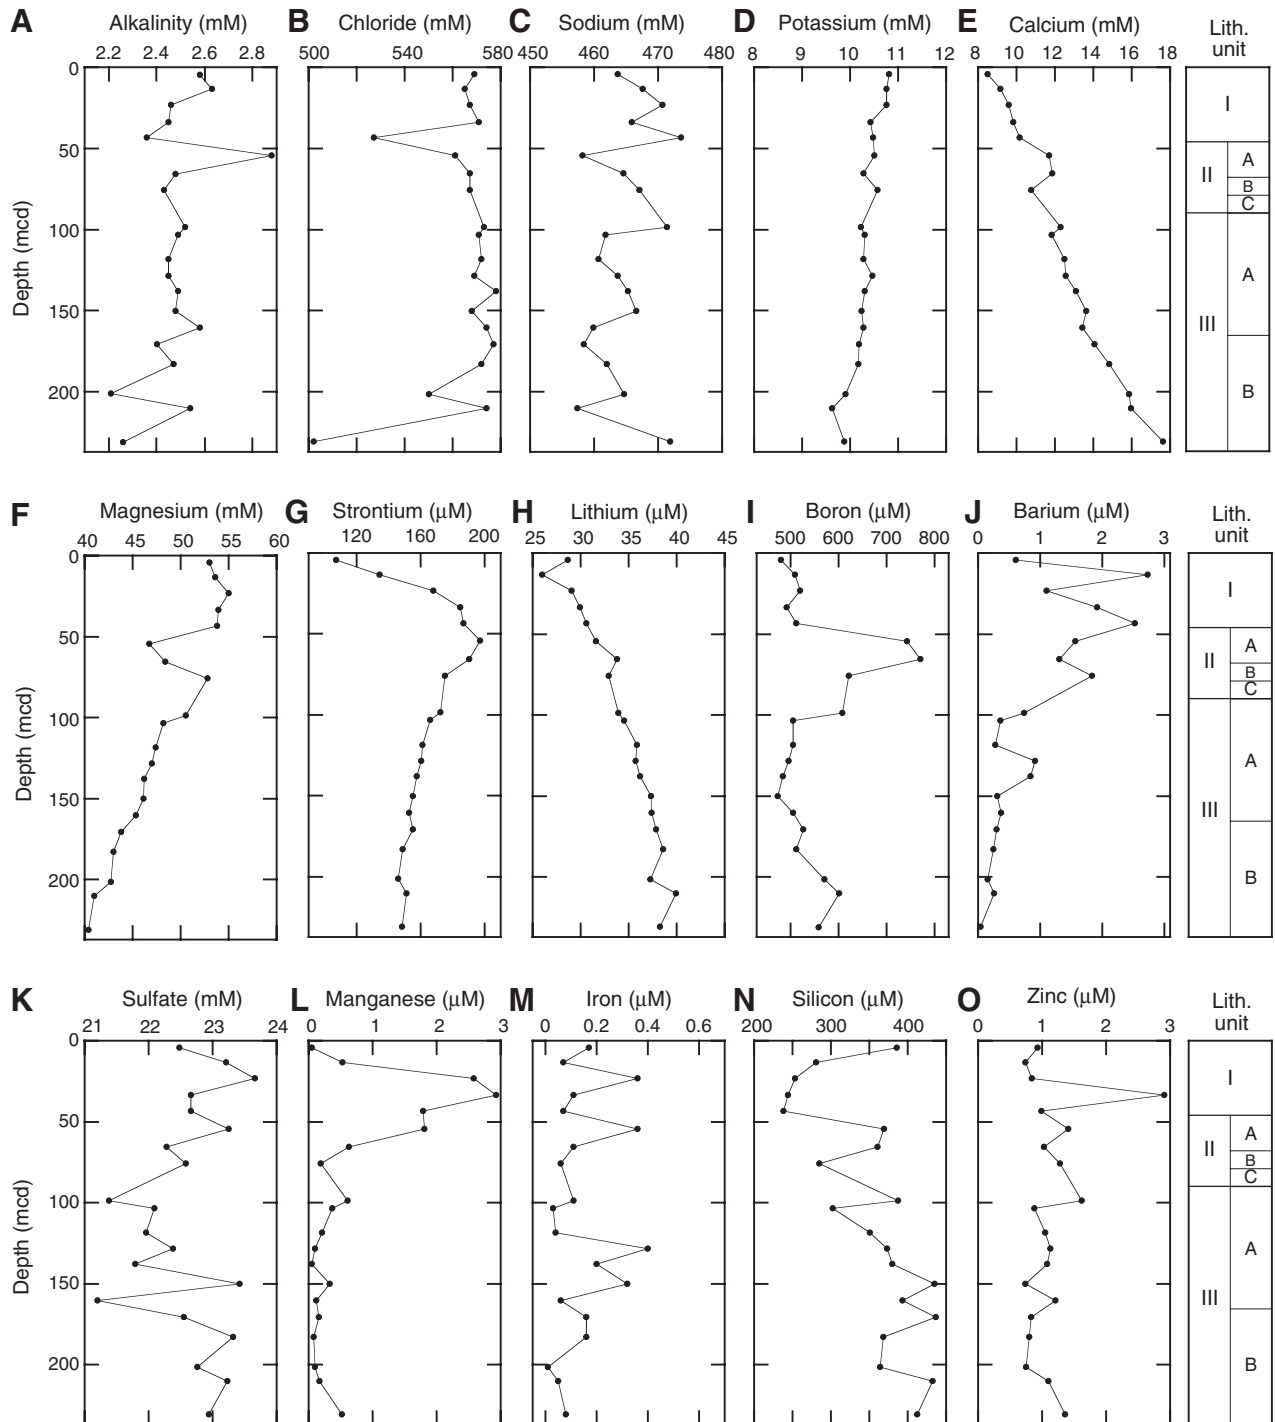 A Alkalinity (mM) B Chloride (mM) C Sodium (mM) D Potassium (mM) E Calcium (mM) Lith. unit
2.2 2.4 2.6 2.8 500 540 580 450 460 470 480 8 9 10 11 12 8 10 12 14 16 18
0
50
100
150
200
Depth (mcd)
I
II A
B
C
III A
B
F Magnesium (mM) G Strontium (µM) H Lithium (µM) I Boron (µM) J Barium (µM) Lith. unit
40 45 50 55 60 120 160 200 25 30 35 40 45 500 600 700 800 0 1 2 3
0
50
100
150
200
Depth (mcd)
I
II A
B
C
III A
B
K Sulfate (mM) L Manganese (µM) M Iron (µM) N Silicon (µM) O Zinc (µM) Lith. unit
21 22 23 24 0 1 2 3 0 0.2 0.4 0.6 200 300 400 0 1 2 3
0
50
100
150
200
Depth (mcd)
I
II A
B
C
III A
B